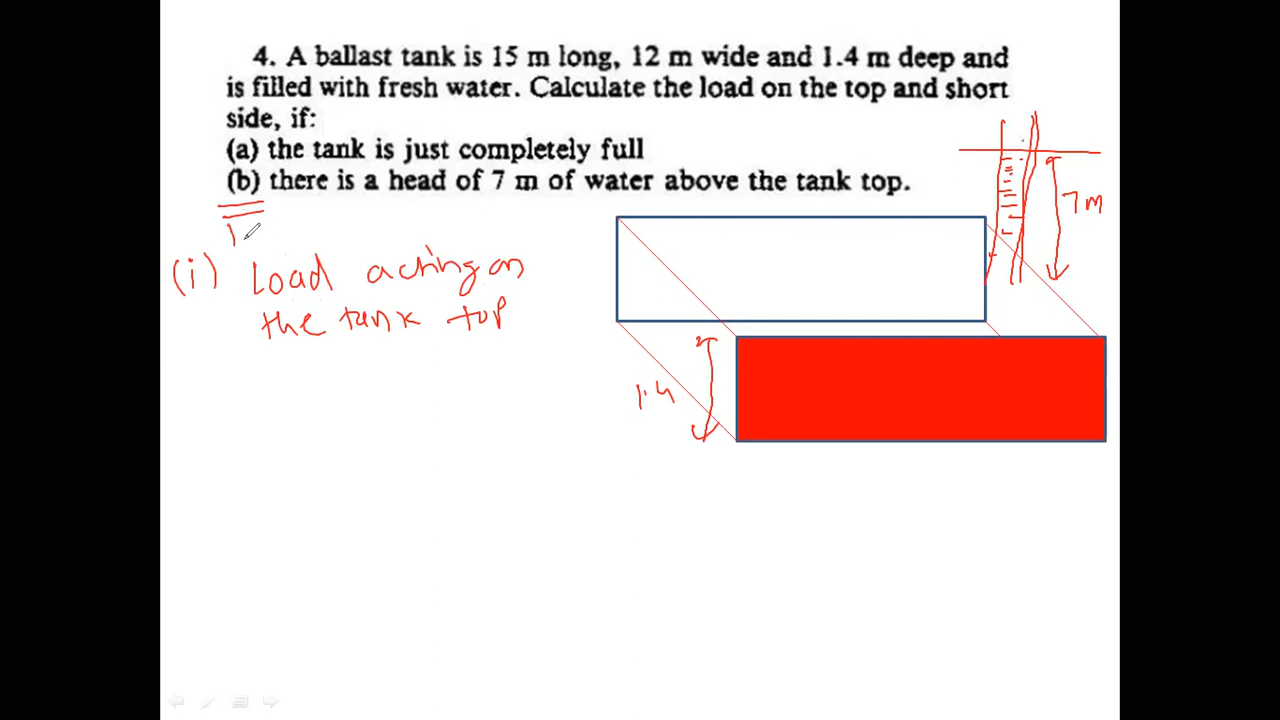 4. A ballast tank is 15 m long, 12 m wide and 1.4 m deep and
is filled with fresh water. Calculate the load on the top and short
side, if:
(a) the tank is just completely full
(b) there is a head of 7 m of water above the tank top.
7 m
(i) Load acting on
the tank top
1.4